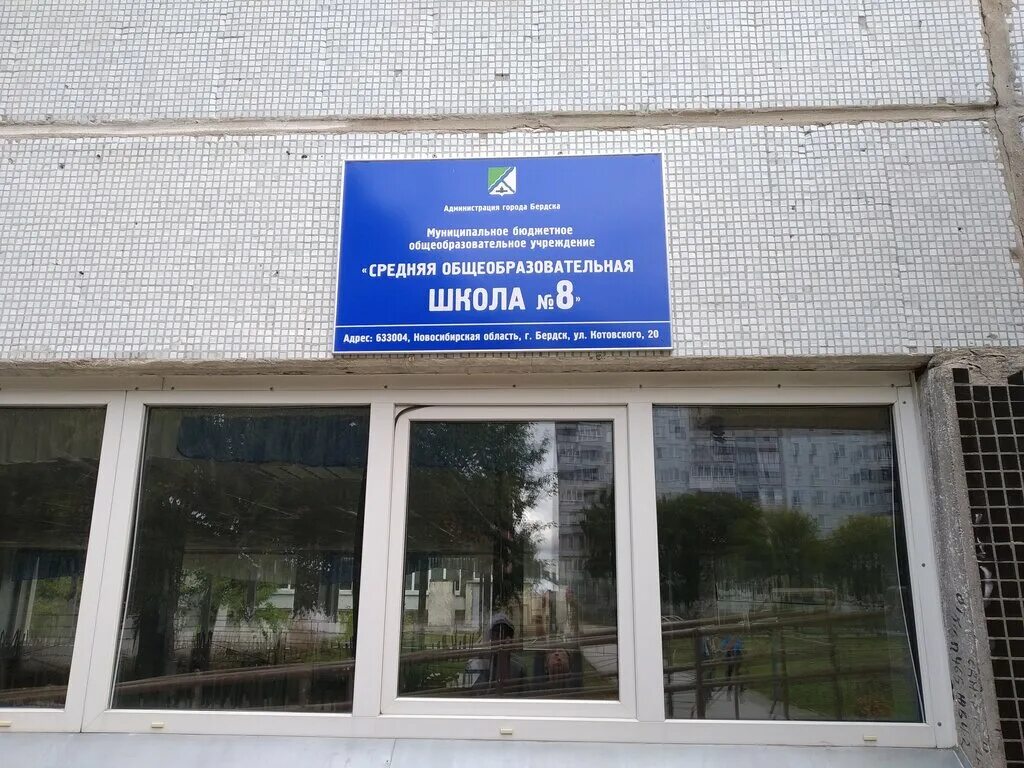 Администрация города Бердска
Муниципальное бюджетное
общеобразовательное учреждение
«СРЕДНЯЯ ОБЩЕОБРАЗОВАТЕЛЬНАЯ
ШКОЛА №8»
Адрес: 633004, Новосибирская область, г. Бердск, ул. Котовского, 20